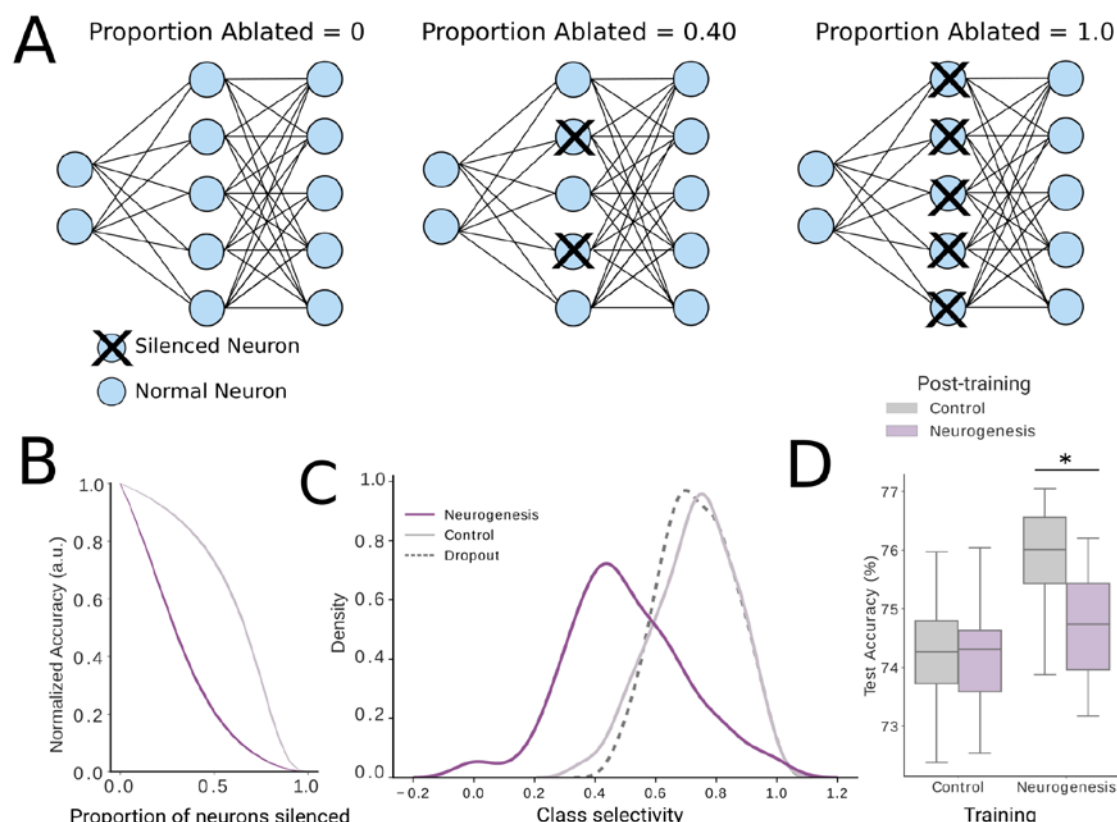 A
Proportion Ablated = 0
Proportion Ablated = 0.40
Proportion Ablated = 1.0
Silenced Neuron
Normal Neuron
Post-training
Control
Neurogenesis
B
Normalized Accuracy (a.u.)
1.0
0.8
0.6
0.4
0.2
0.0
0.0 0.5 1.0
Proportion of neurons silenced
C
Neurogenesis
Control
Dropout
Density
1.0
0.8
0.6
0.4
0.2
0.0
−0.2 0.0 0.2 0.4 0.6 0.8 1.0 1.2
Class selectivity
D
*
Test Accuracy (%)
77
76
75
74
73
Control Neurogenesis
Training